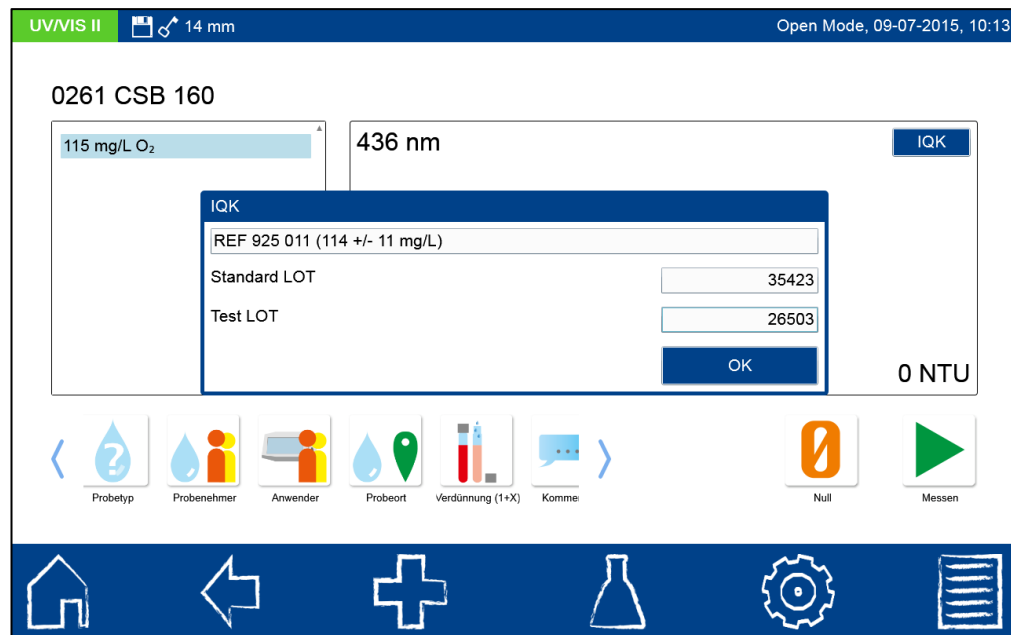 UV/VIS II 14 mm Open Mode, 09-07-2015, 10:13
0261 CSB 160
115 mg/L O₂
436 nm
IQK
IQK
REF 925 011 (114 +/- 11 mg/L)
Standard LOT 35423
Test LOT 26503
OK
0 NTU
?
0
Probetyp Probenehmer Anwender Probeort Verdünnung (1+X) Komme Null Messen